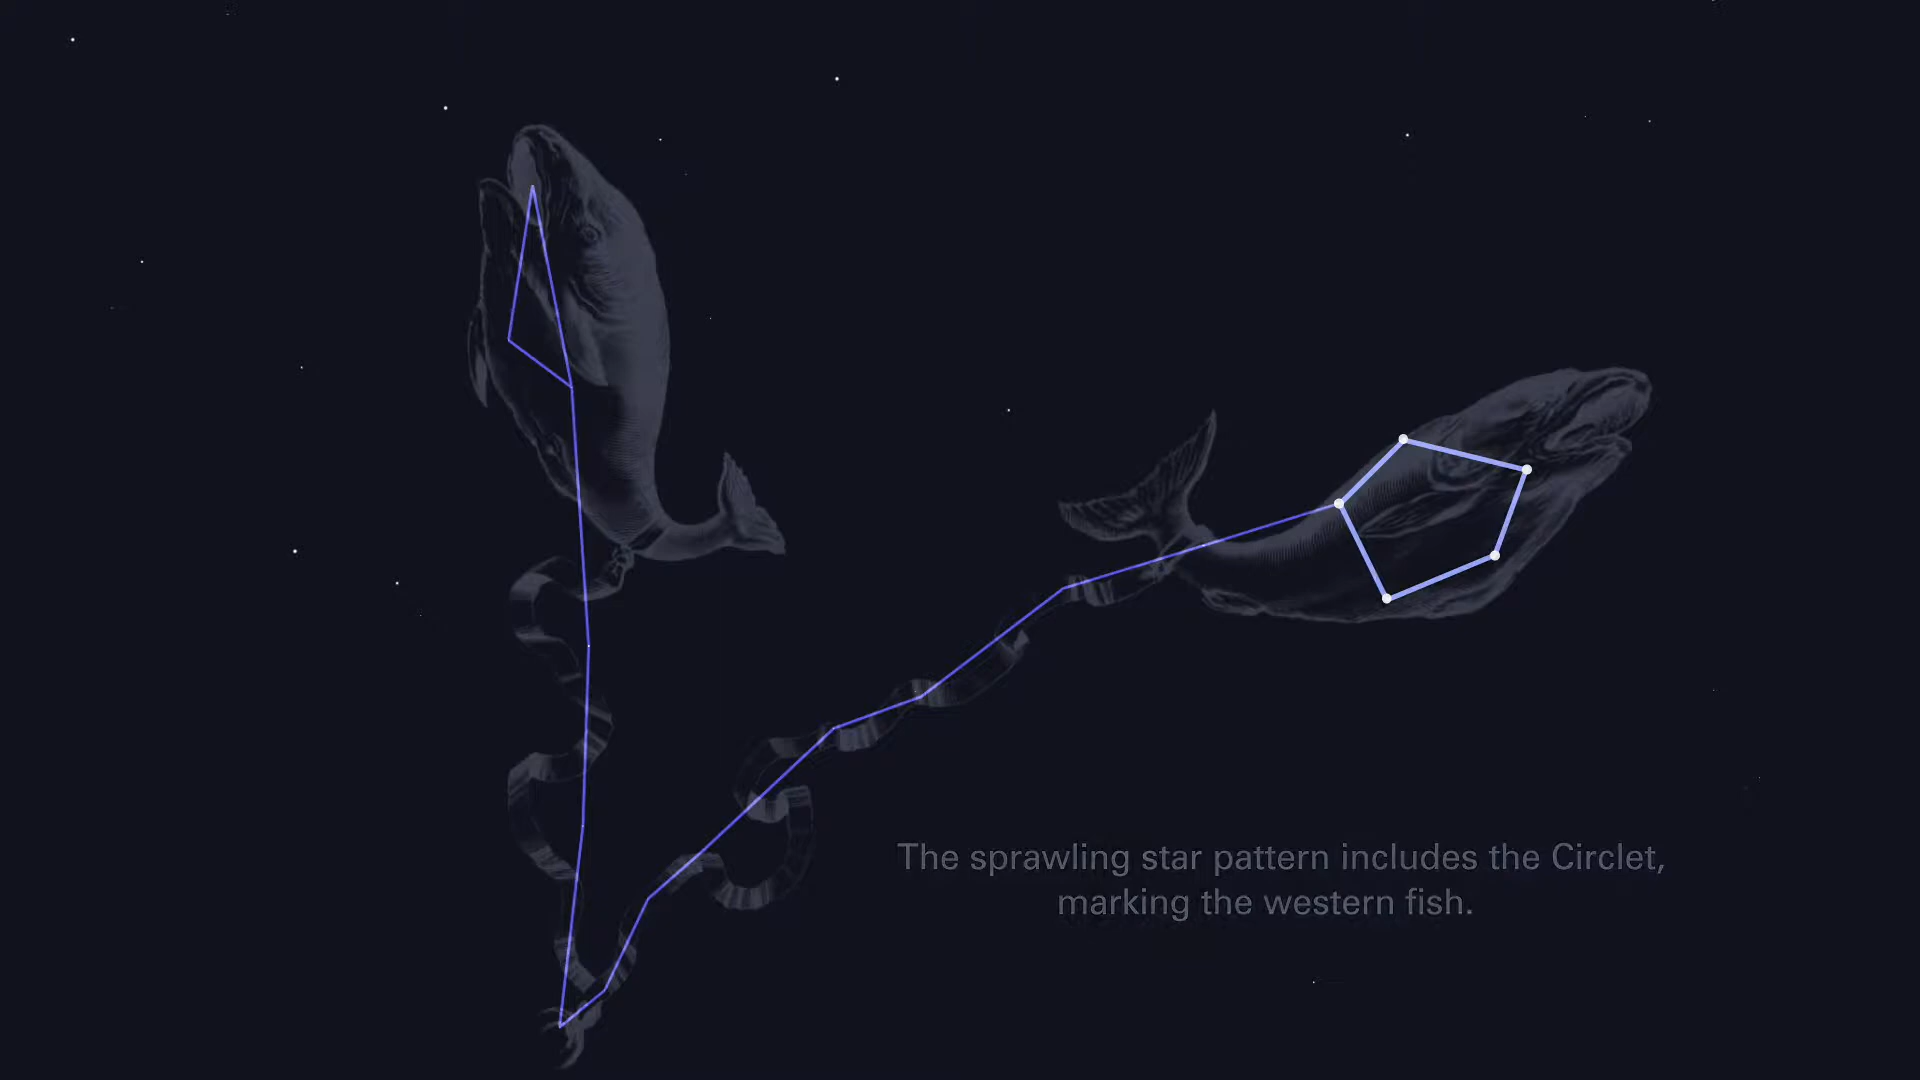 The sprawling star pattern includes the Circlet,
marking the western fish.